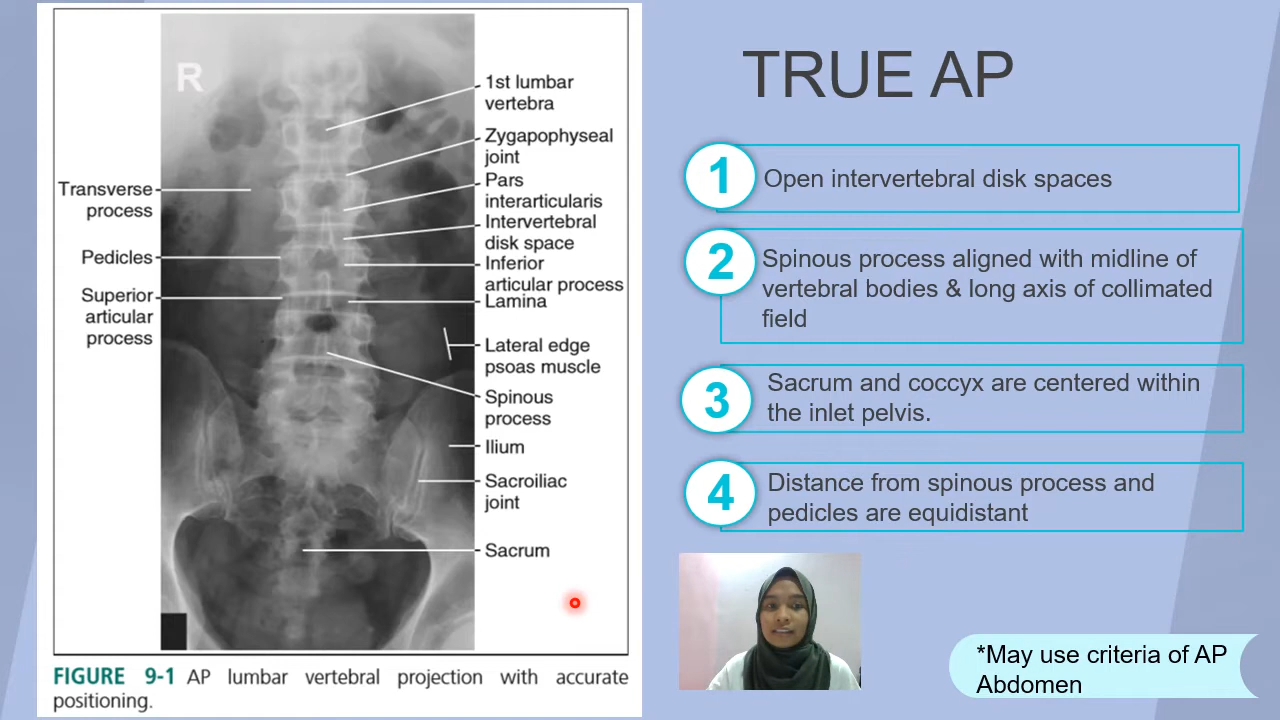 R
1st lumbar
vertebra
Zygapophyseal
joint
Pars
interarticularis
Intervertebral
disk space
Inferior
articular process
Lamina
Lateral edge
psoas muscle
Spinous
process
Ilium
Sacroiliac
joint
Sacrum
Transverse
process
Pedicles
Superior
articular
process
FIGURE 9-1 AP lumbar vertebral projection with accurate
positioning.
TRUE AP
1
Open intervertebral disk spaces
2
Spinous process aligned with midline of
vertebral bodies & long axis of collimated
field
3
Sacrum and coccyx are centered within
the inlet pelvis.
4
Distance from spinous process and
pedicles are equidistant
*May use criteria of AP
Abdomen